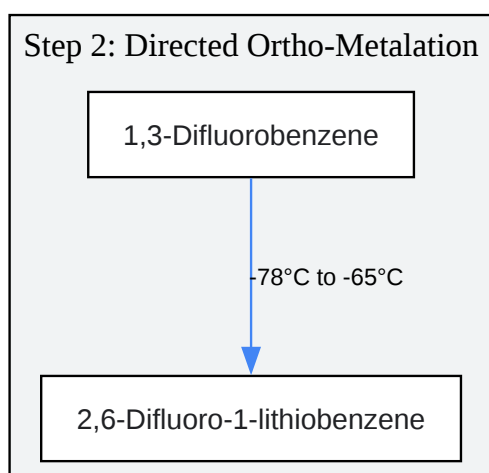 Step 2: Directed Ortho-Metalation
1,3-Difluorobenzene
-78°C to -65°C
2,6-Difluoro-1-lithiobenzene